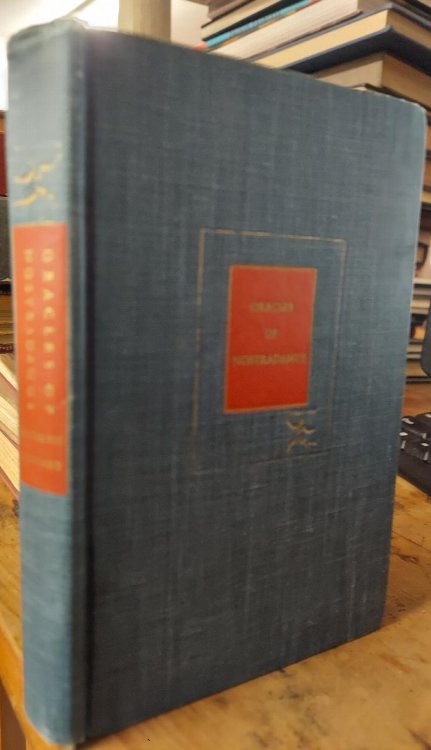 ORACLES OF
NOSTRADAMUS
ORACLES
OF
NOSTRADAMUS